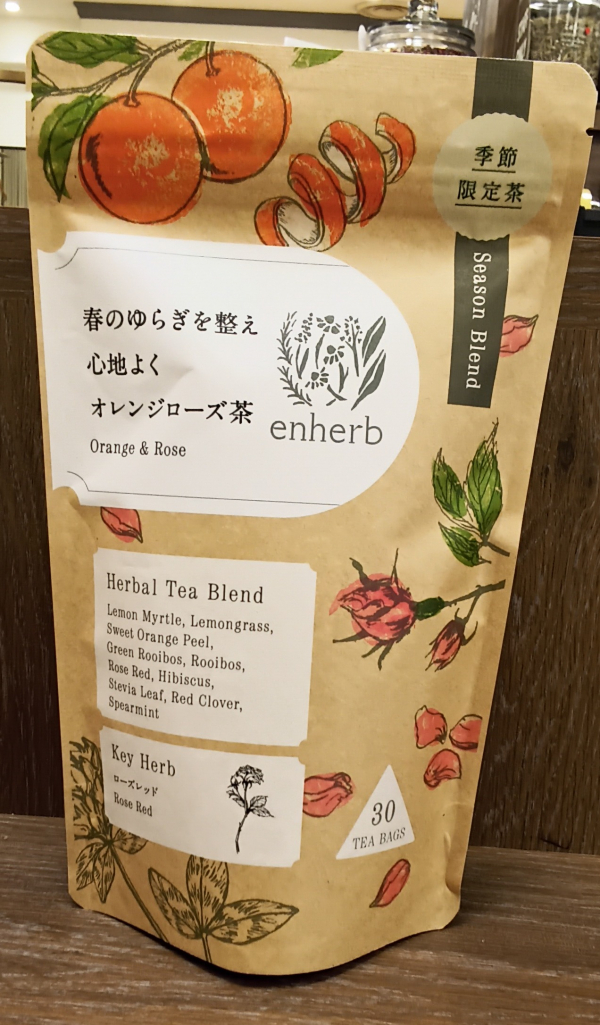 季節
限定茶
Season Blend
春のゆらぎを整え
心地よく
オレンジローズ茶
Orange & Rose
enherb
Herbal Tea Blend
Lemon Myrtle, Lemongrass,
Sweet Orange Peel,
Green Rooibos, Rooibos,
Rose Red, Hibiscus,
Stevia Leaf, Red Clover,
Spearmint
Key Herb
ローズレッド
Rose Red
30
TEA BAGS